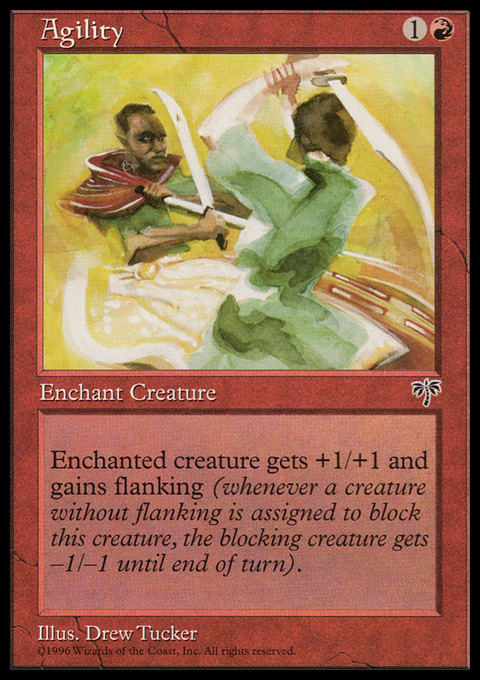 Agility 1
Enchant Creature
Enchanted creature gets +1/+1 and
gains flanking (whenever a creature
without flanking is assigned to block
this creature, the blocking creature gets
–1/–1 until end of turn).
Illus. Drew Tucker
©1996 Wizards of the Coast, Inc. All rights reserved.